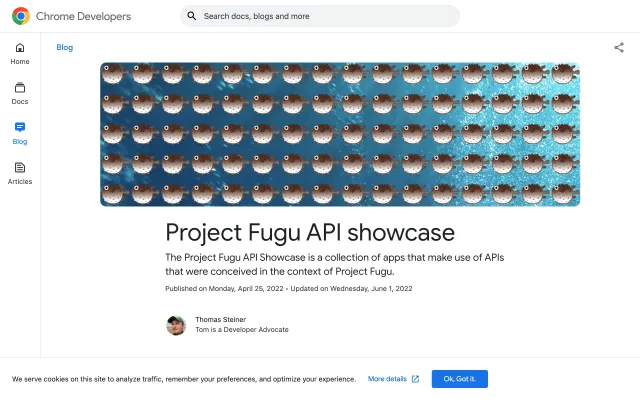 Chrome Developers
Search docs, blogs and more
Home
Docs
Blog
Articles
Blog
Project Fugu API showcase
The Project Fugu API Showcase is a collection of apps that make use of APIs
that were conceived in the context of Project Fugu.
Published on Monday, April 25, 2022 • Updated on Wednesday, June 1, 2022
Thomas Steiner
Tom is a Developer Advocate
We serve cookies on this site to analyze traffic, remember your preferences, and optimize your experience.
More details
Ok, Got it.